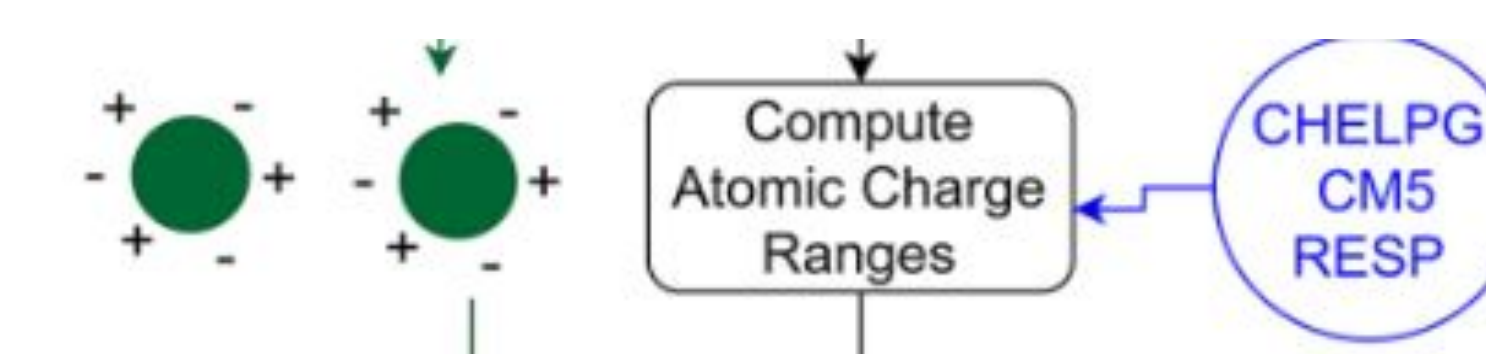 + -
- +
+ -
+ -
- +
+ -
Compute
Atomic Charge
Ranges
CHELPG
CM5
RESP